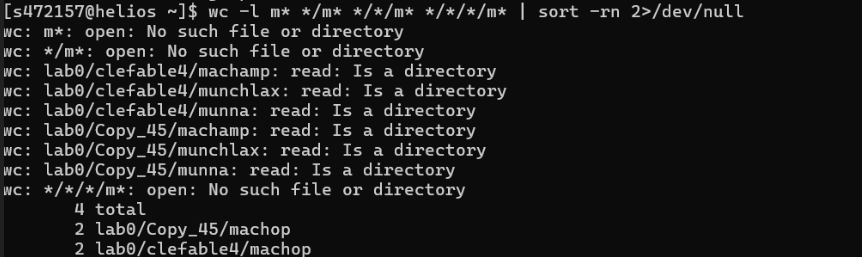 [s472157@helios ~]$ wc -l m* */m* */*/m* */*/*/m* | sort -rn 2>/dev/null
wc: m*: open: No such file or directory
wc: */m*: open: No such file or directory
wc: lab0/clefable4/machamp: read: Is a directory
wc: lab0/clefable4/munchlax: read: Is a directory
wc: lab0/clefable4/munna: read: Is a directory
wc: lab0/Copy_45/machamp: read: Is a directory
wc: lab0/Copy_45/munchlax: read: Is a directory
wc: lab0/Copy_45/munna: read: Is a directory
wc: */*/*/m*: open: No such file or directory
       4 total
       2 lab0/Copy_45/machop
       2 lab0/clefable4/machop